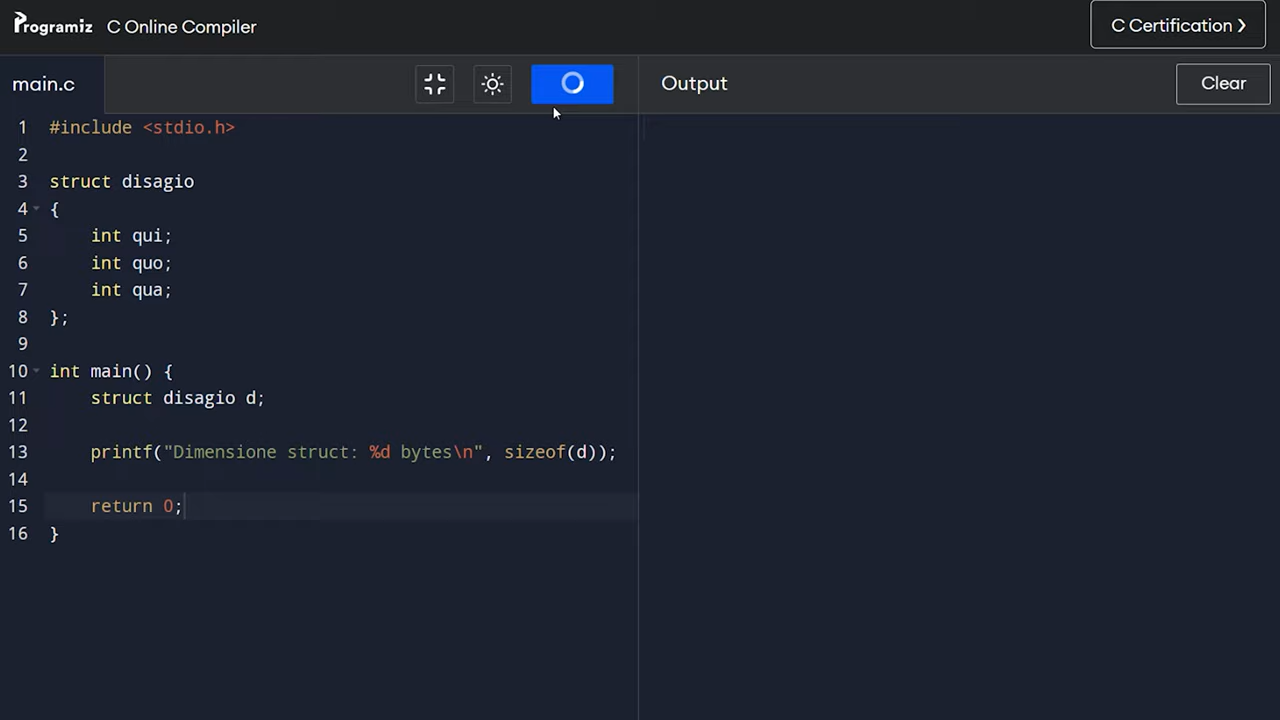 Programiz C Online Compiler
C Certification
main.c
Output
Clear
1 #include <stdio.h>
2
3 struct disagio
4 {
5     int qui;
6     int quo;
7     int qua;
8 };
9
10 int main() {
11     struct disagio d;
12
13     printf("Dimensione struct: %d bytes\n", sizeof(d));
14
15     return 0;
16 }